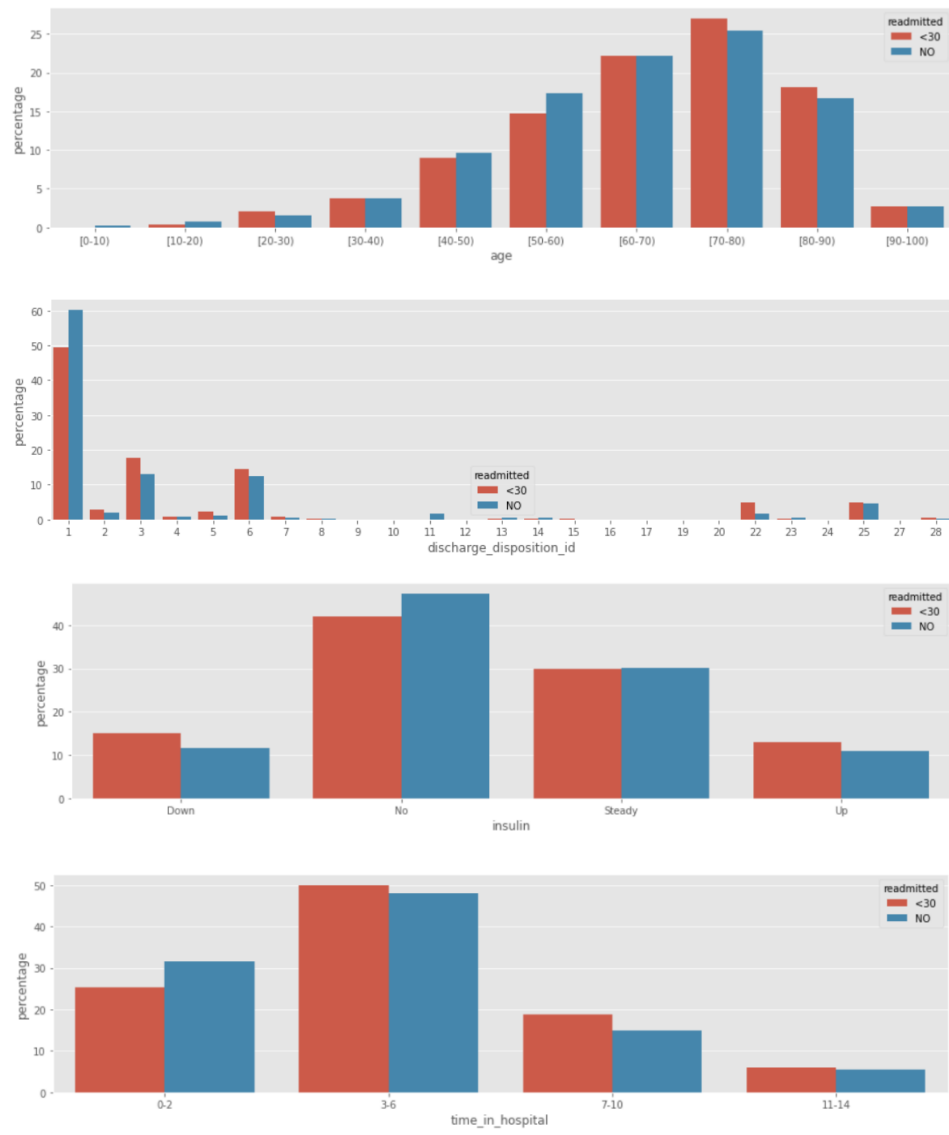 readmitted
<30
NO
percentage
25
20
15
10
5
0
[0-10) [10-20) [20-30) [30-40) [40-50) [50-60) [60-70) [70-80) [80-90) [90-100)
age
percentage
60
50
40
30
20
10
0
readmitted
<30
NO
1 2 3 4 5 6 7 8 9 10 11 12 13 14 15 16 17 18 19 20 22 23 24 25 27 28
discharge_disposition_id
readmitted
<30
NO
percentage
40
30
20
10
0
Down No Steady Up
insulin
readmitted
<30
NO
percentage
50
40
30
20
10
0
0-2 3-6 7-10 11-14
time_in_hospital